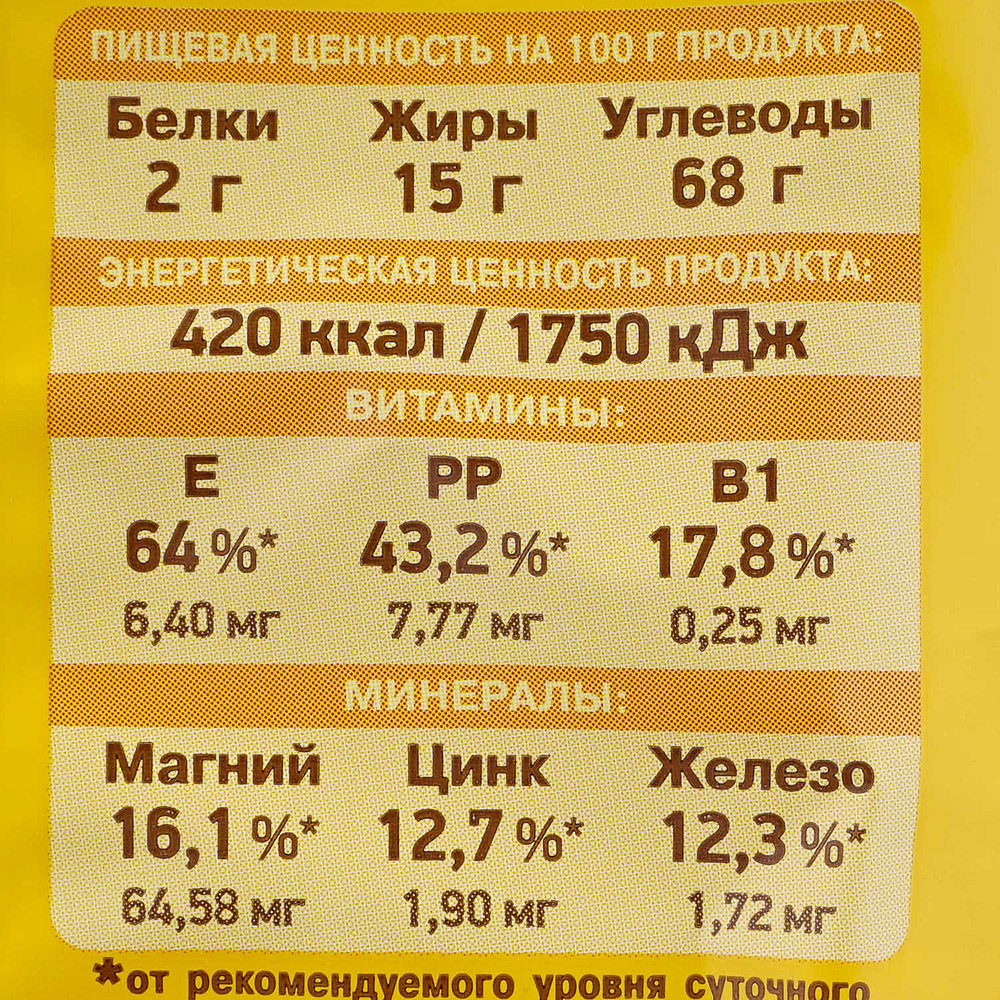 ПИЩЕВАЯ ЦЕННОСТЬ НА 100 Г ПРОДУКТА:
Белки Жиры Углеводы
2 г 15 г 68 г
ЭНЕРГЕТИЧЕСКАЯ ЦЕННОСТЬ ПРОДУКТА:
420 ккал / 1750 кДж
ВИТАМИНЫ:
Е РР В1
64 %* 43,2 %* 17,8 %*
6,40 мг 7,77 мг 0,25 мг
МИНЕРАЛЫ:
Магний Цинк Железо
16,1 %* 12,7 %* 12,3 %*
64,58 мг 1,90 мг 1,72 мг
*от рекомендуемого уровня суточного